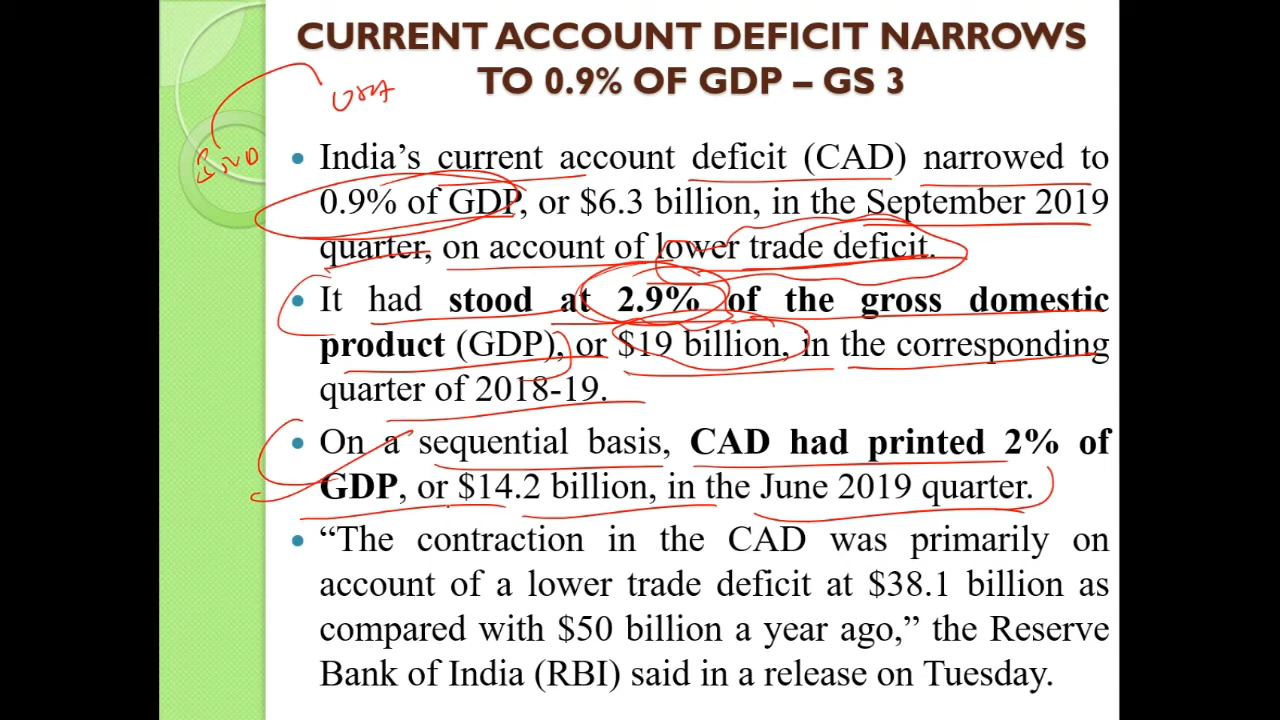 CURRENT ACCOUNT DEFICIT NARROWS
TO 0.9% OF GDP – GS 3
• India’s current account deficit (CAD) narrowed to
0.9% of GDP, or $6.3 billion, in the September 2019
quarter, on account of lower trade deficit.
• It had stood at 2.9% of the gross domestic
product (GDP), or $19 billion, in the corresponding
quarter of 2018-19.
• On a sequential basis, CAD had printed 2% of
GDP, or $14.2 billion, in the June 2019 quarter.
• “The contraction in the CAD was primarily on
account of a lower trade deficit at $38.1 billion as
compared with $50 billion a year ago,” the Reserve
Bank of India (RBI) said in a release on Tuesday.